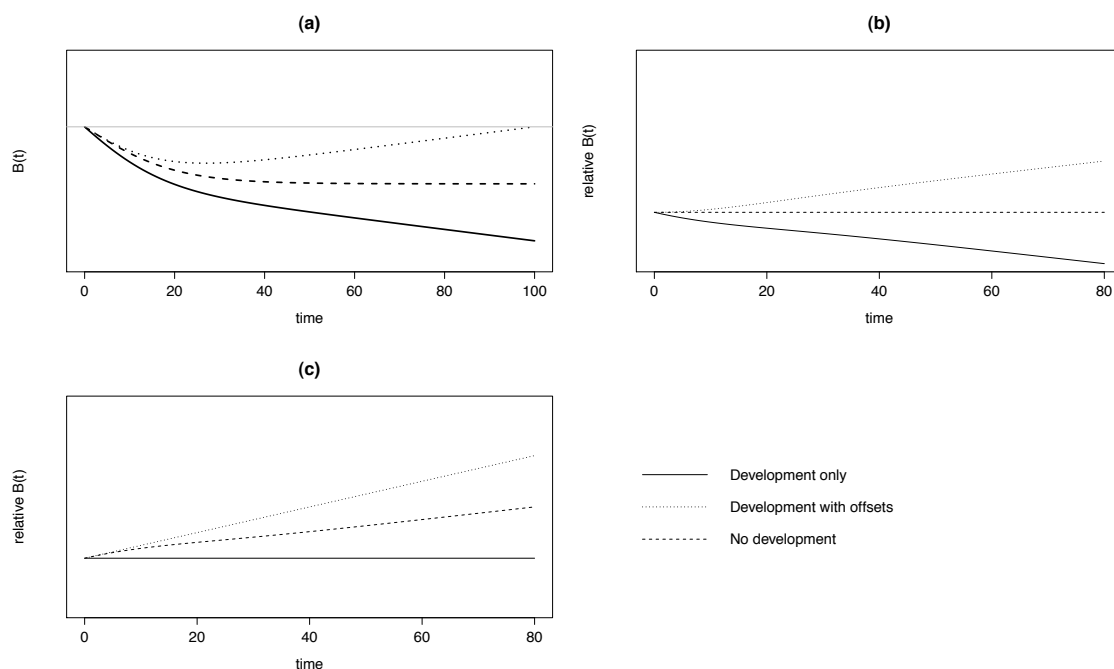 (a)
B(t)
0 20 40 60 80 100
time
(b)
relative B(t)
0 20 40 60 80
time
(c)
relative B(t)
0 20 40 60 80
time
Development only
Development with offsets
No development